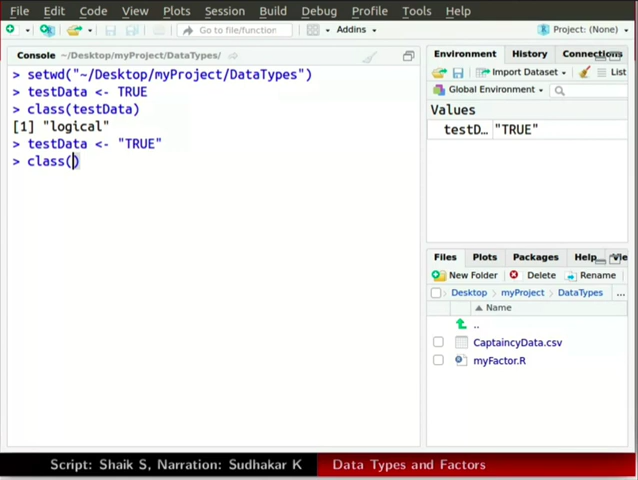 File Edit Code View Plots Session Build Debug Profile Tools Help
Go to file/function Addins Project: (None)
Console ~/Desktop/myProject/DataTypes/
> setwd("~/Desktop/myProject/DataTypes")
> testData <- TRUE
> class(testData)
[1] "logical"
> testData <- "TRUE"
> class()
Environment History Connections
Import Dataset List
Global Environment
Values
testD... "TRUE"
Files Plots Packages Help
New Folder Delete Rename
Desktop myProject DataTypes ...
Name
..
CaptaincyData.csv
myFactor.R
Script: Shaik S, Narration: Sudhakar K Data Types and Factors